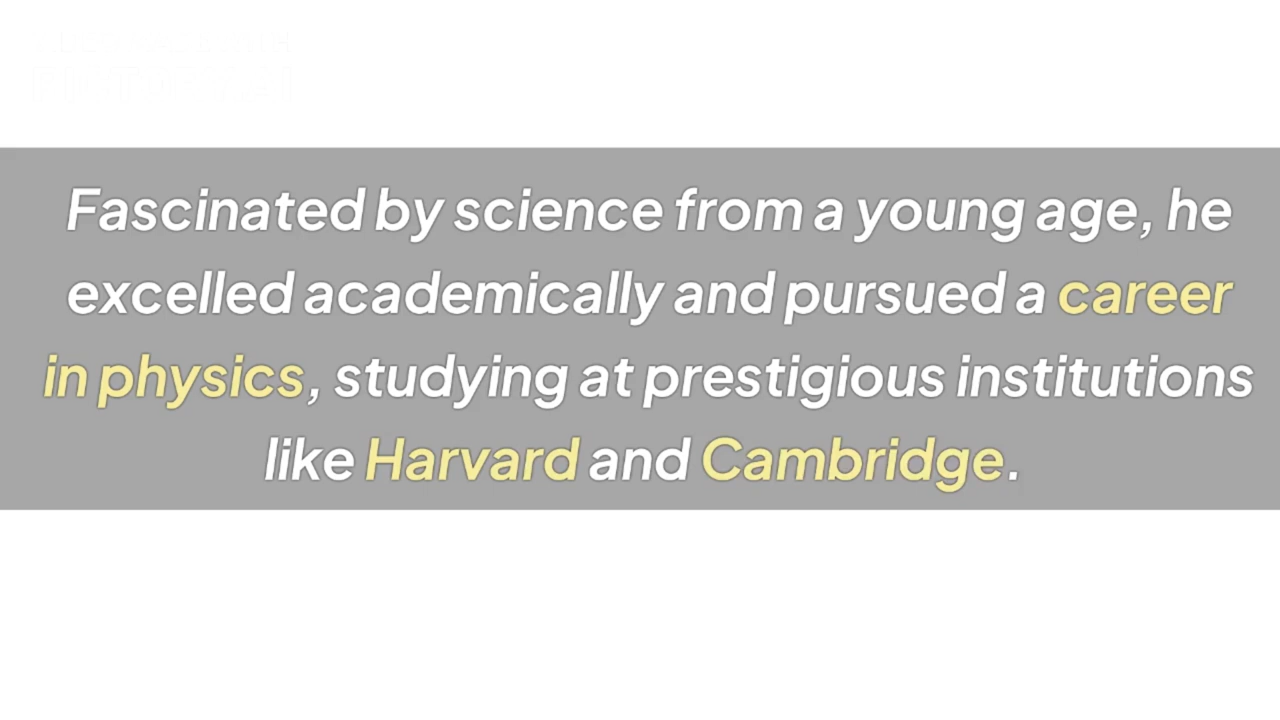 Fascinated by science from a young age, he
excelled academically and pursued a career
in physics, studying at prestigious institutions
like Harvard and Cambridge.